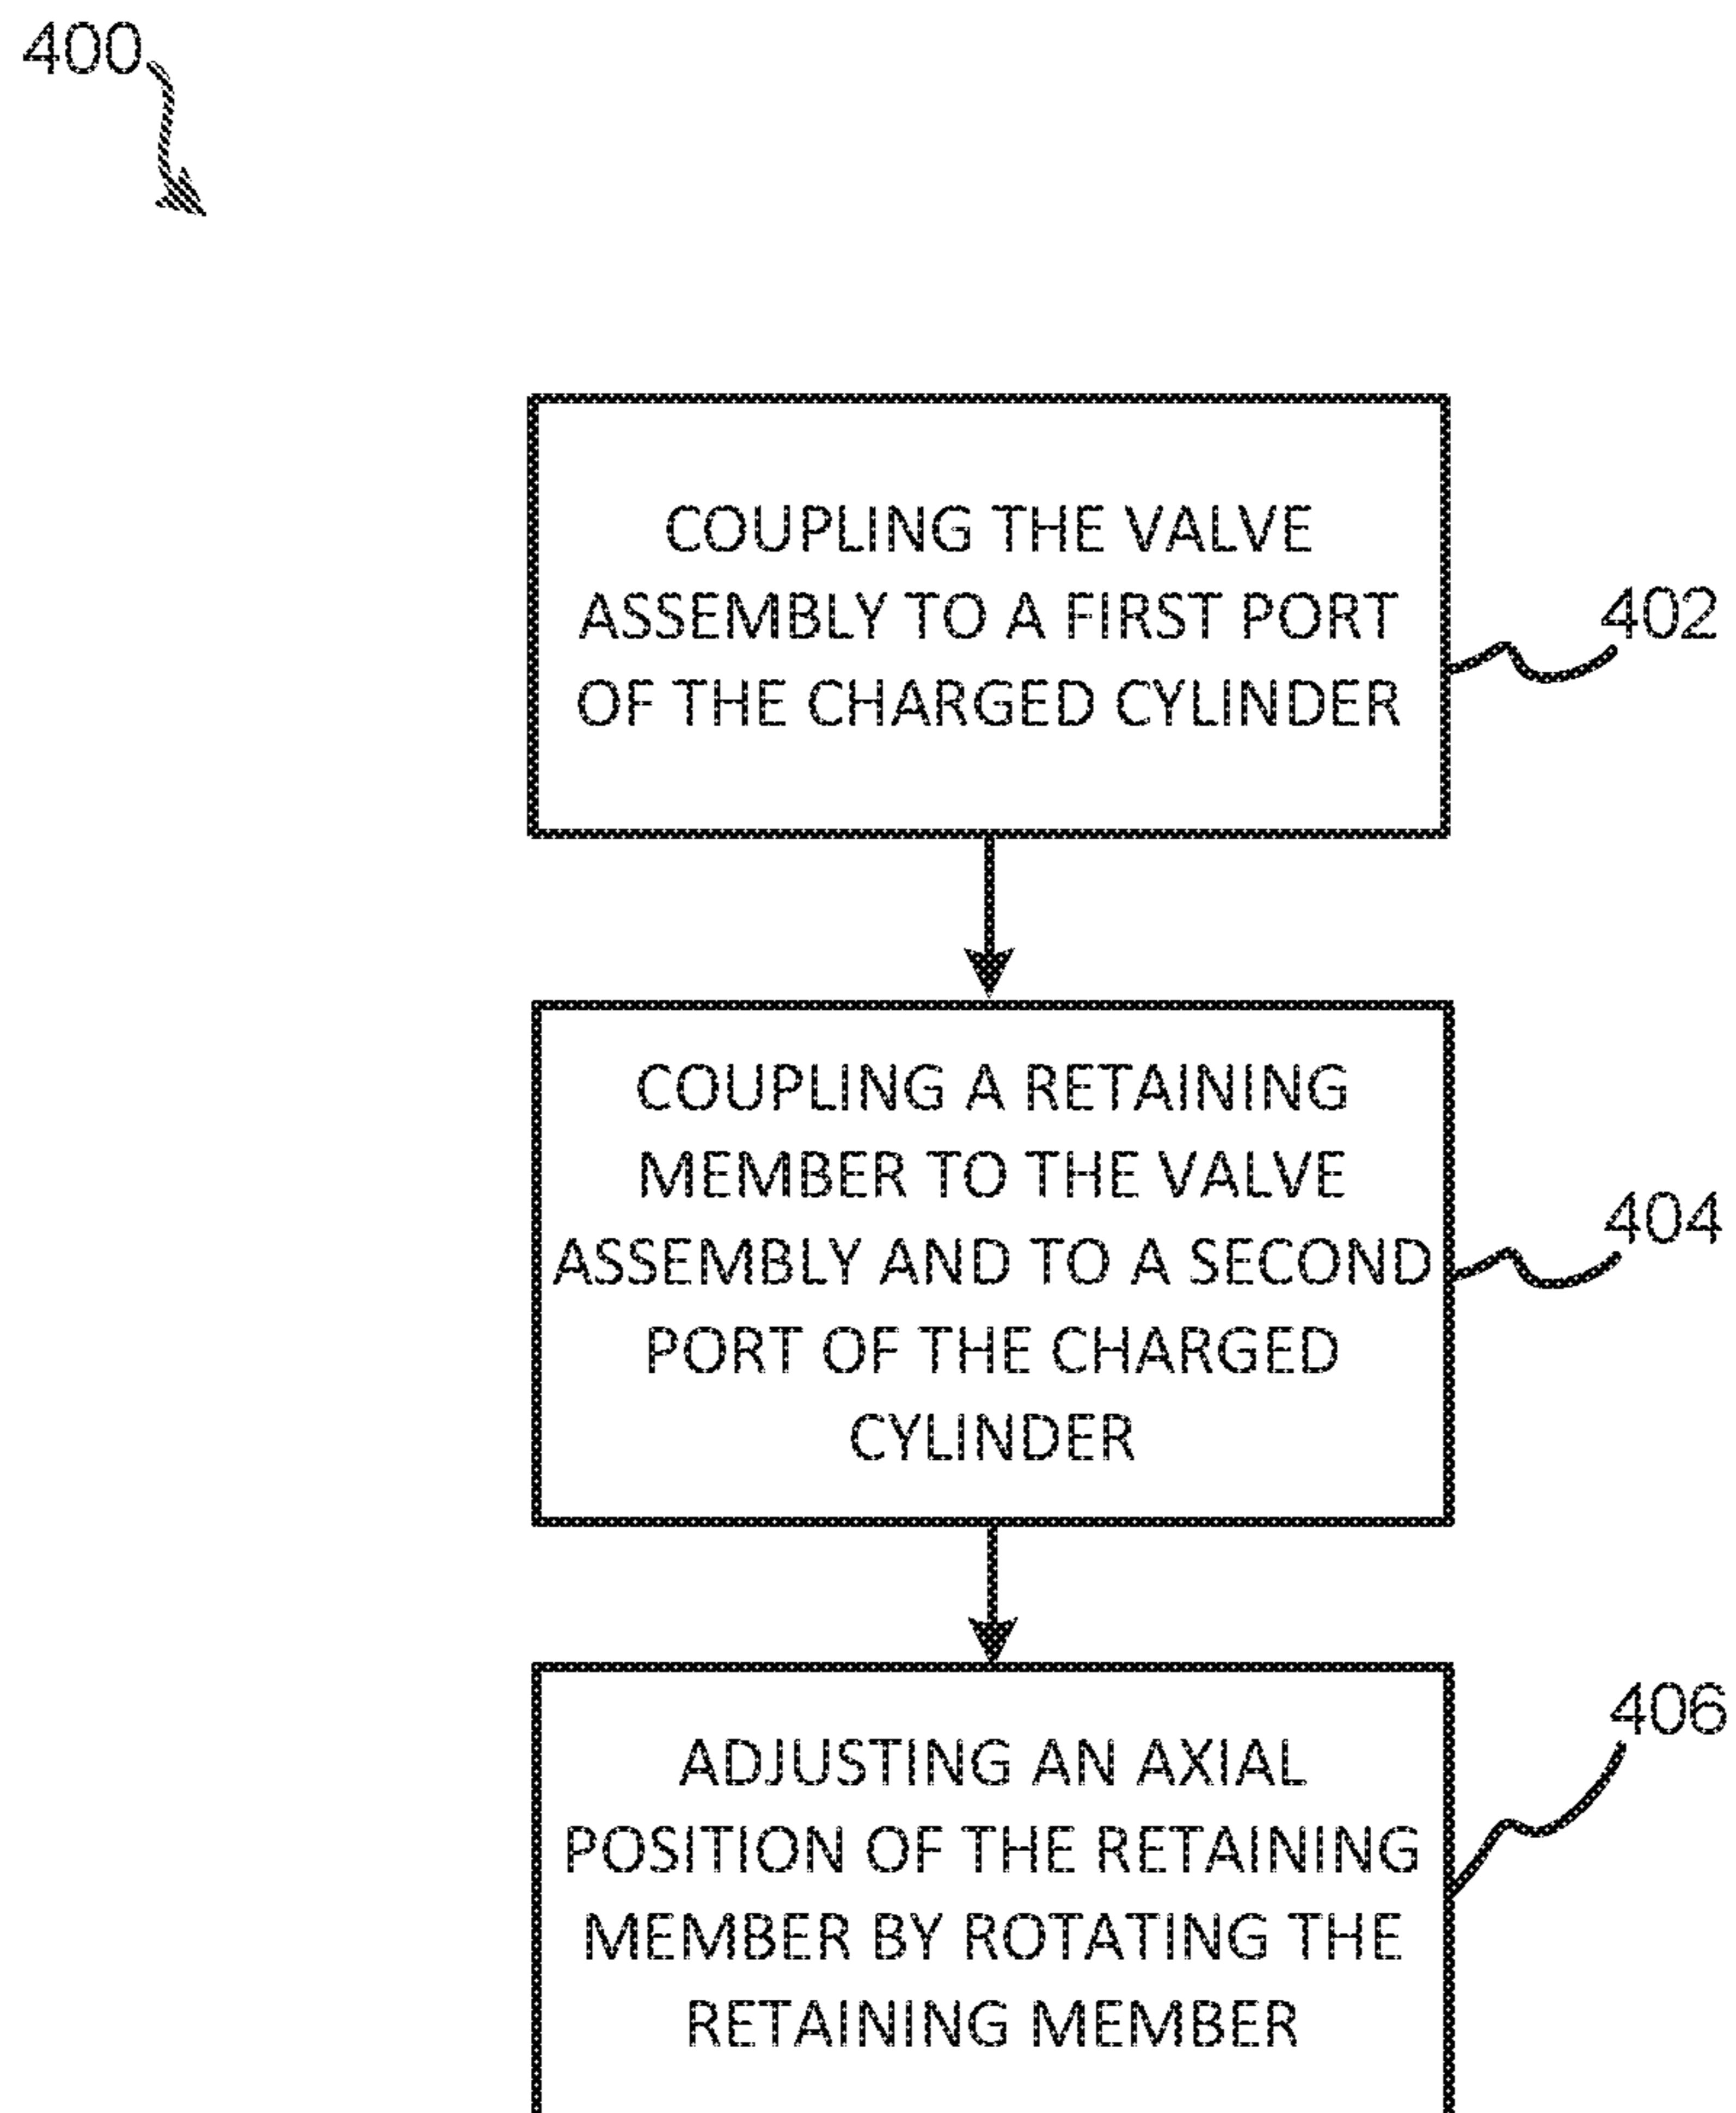 400
COUPLING THE VALVE
ASSEMBLY TO A FIRST PORT
OF THE CHARGED CYLINDER
402
COUPLING A RETAINING
MEMBER TO THE VALVE
ASSEMBLY AND TO A SECOND
PORT OF THE CHARGED
CYLINDER
404
ADJUSTING AN AXIAL
POSITION OF THE RETAINING
MEMBER BY ROTATING THE
RETAINING MEMBER
406